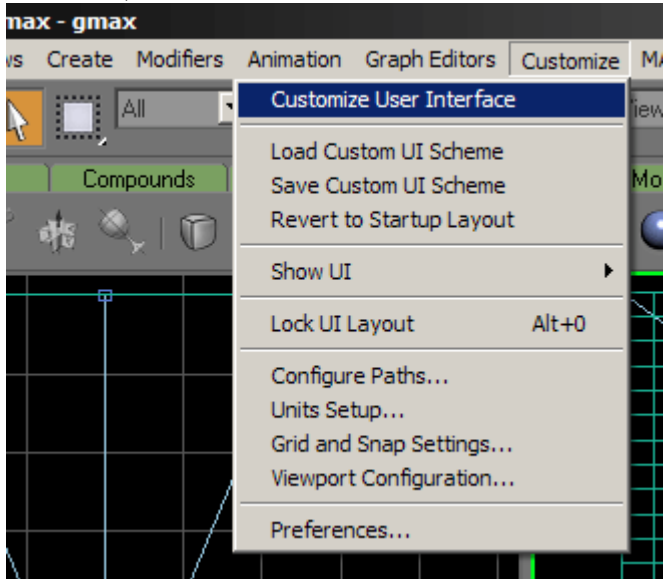 max - gmax
Create Modifiers Animation Graph Editors Customize
All
Customize User Interface
Load Custom UI Scheme
Compounds
Save Custom UI Scheme
Revert to Startup Layout
Show UI
Lock UI Layout Alt+0
Configure Paths...
Units Setup...
Grid and Snap Settings...
Viewport Configuration...
Preferences...